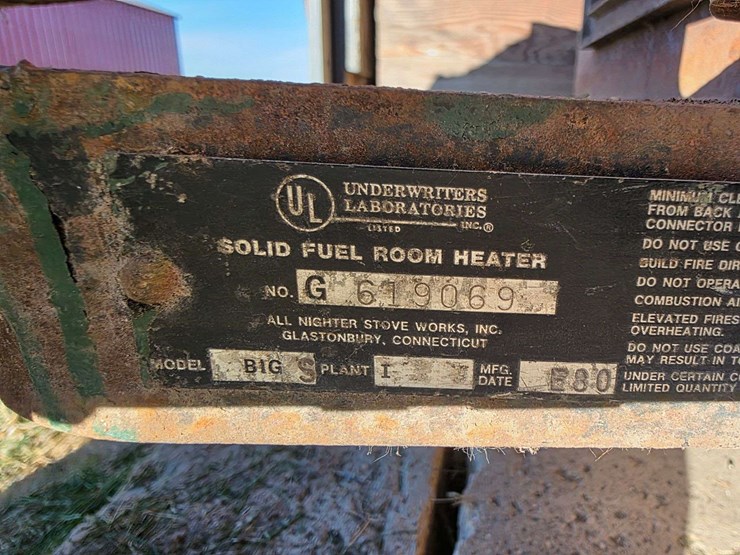 UL
UNDERWRITERS
LABORATORIES
LISTED INC.®
SOLID FUEL ROOM HEATER
NO. G 619069
ALL NIGHTER STOVE WORKS, INC.
GLASTONBURY, CONNECTICUT
MODEL BIG S PLANT I MFG. DATE E80
MINIMUM CLE
FROM BACK
CONNECTOR
DO NOT USE
BUILD FIRE DIR
DO NOT OPERA
COMBUSTION AI
ELEVATED FIRES
OVERHEATING.
DO NOT USE COA
MAY RESULT IN T
UNDER CERTAIN C
LIMITED QUANTITY